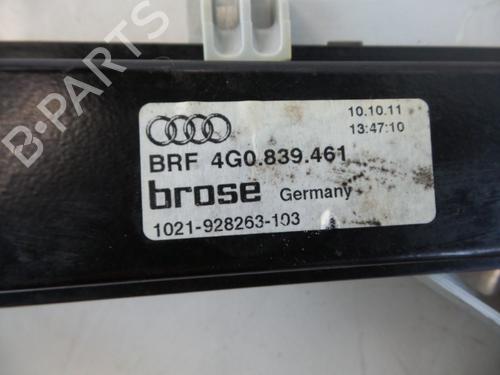 10.10.11
13:47:10
BRF 4G0.839.461
brose Germany
1021-928263-103
B-PARTS